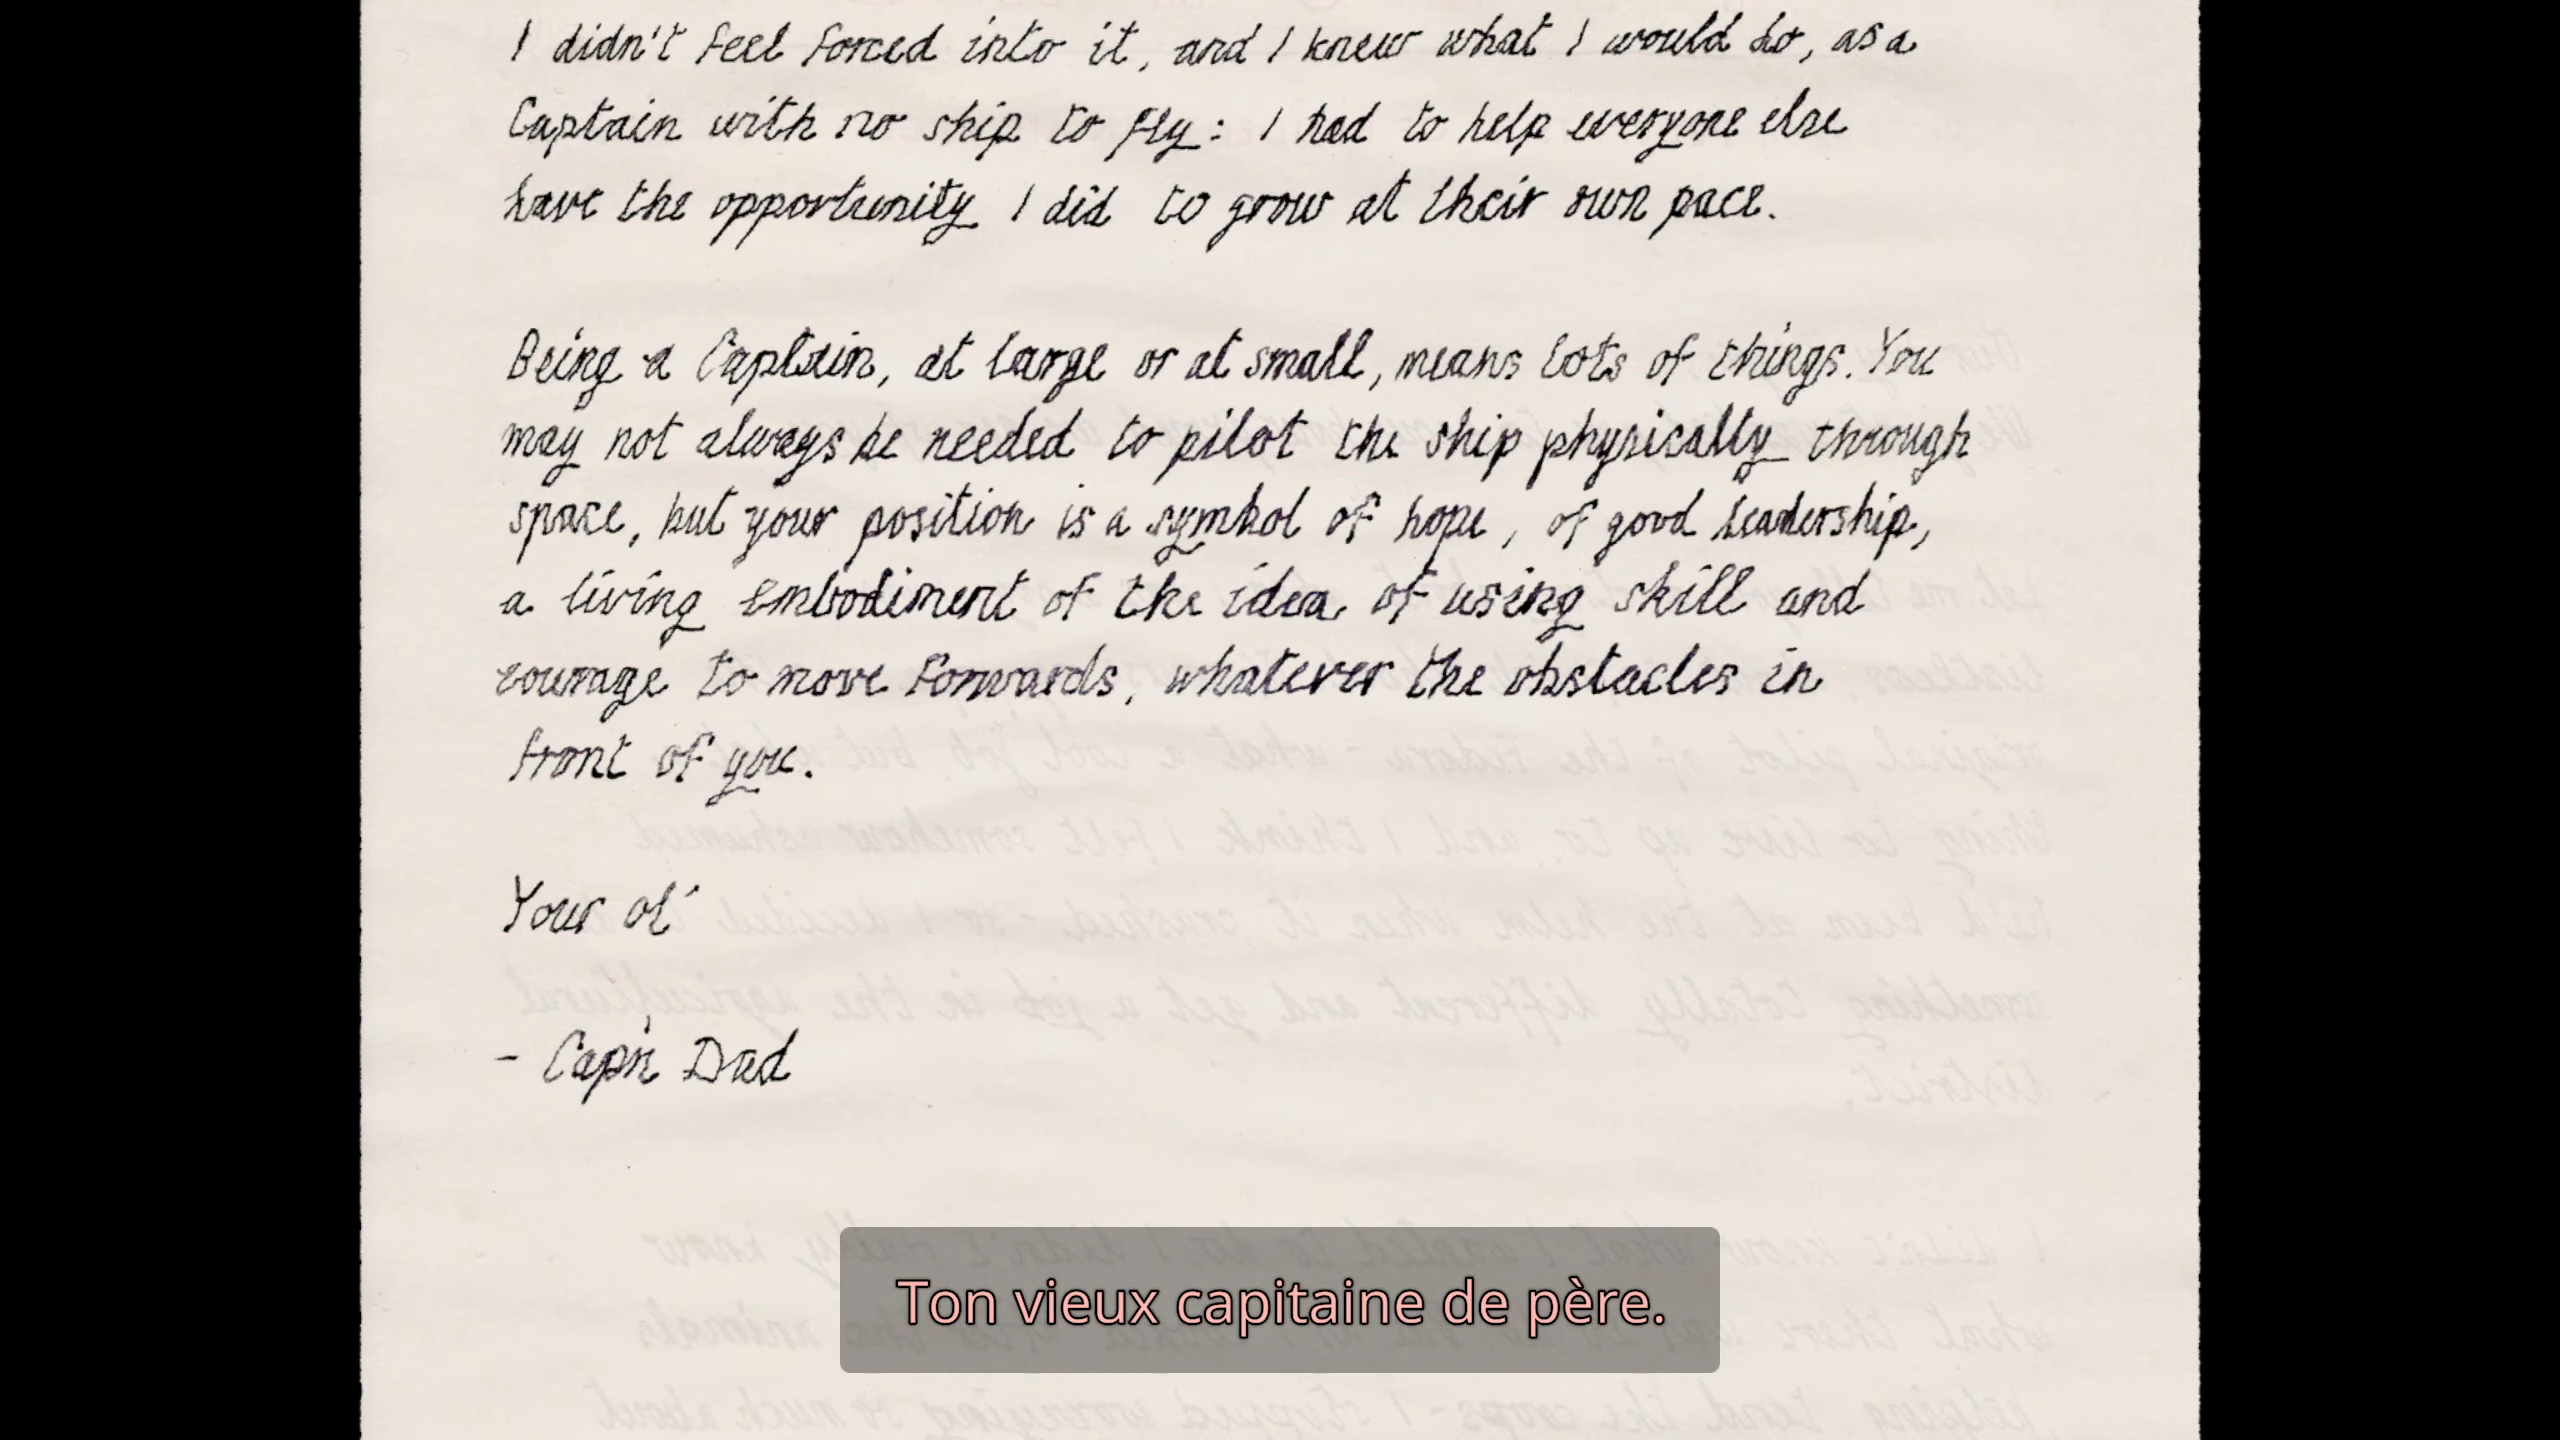 I didn't feel forced into it, and I knew what I would do, as a
Captain with no ship to fly: I had to help everyone else
have the opportunity I did to grow at their own pace.
Being a Captain, at large or at small, means lots of things. You
may not always be needed to pilot the ship physically through
space, but your position is a symbol of hope, of good leadership,
a living embodiment of the idea of using skill and
courage to move forwards, whatever the obstacles in
front of you.
Your ol'
- Cap'n Dad
Ton vieux capitaine de père.